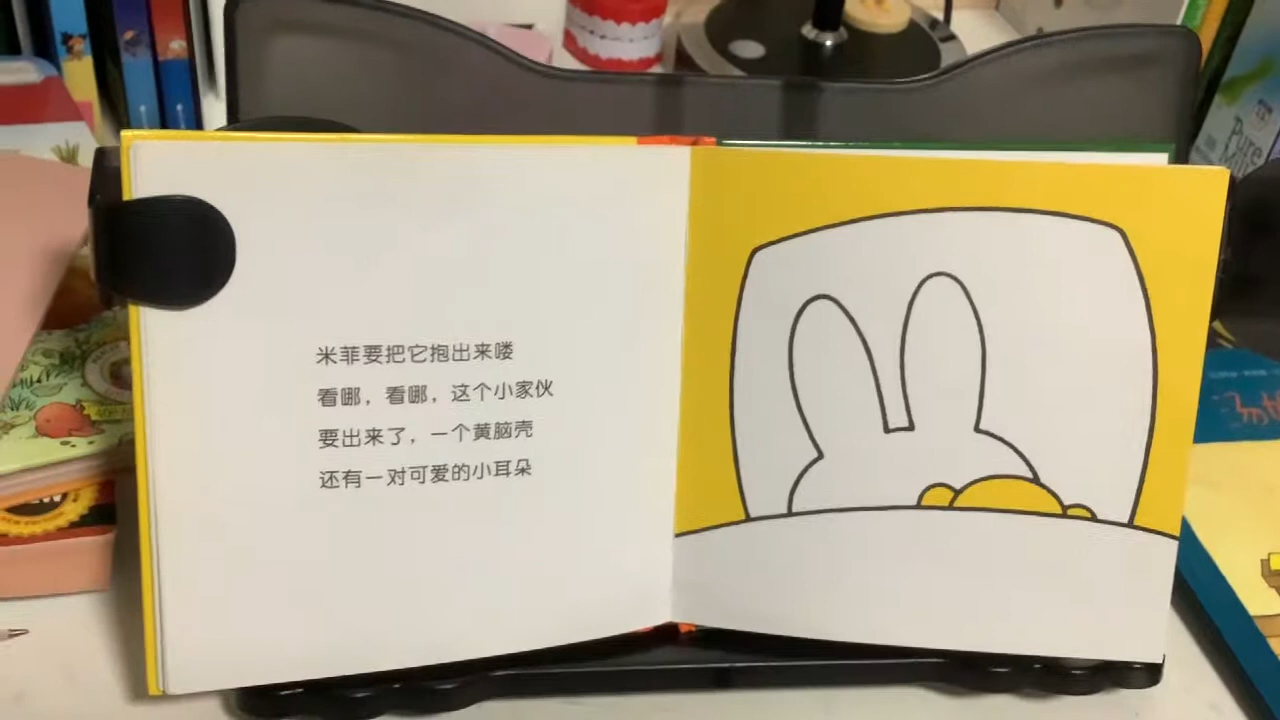 米菲要把它抱出来喽
看哪，看哪，这个小家伙
要出来了，一个黄脑壳
还有一对可爱的小耳朵
Pure